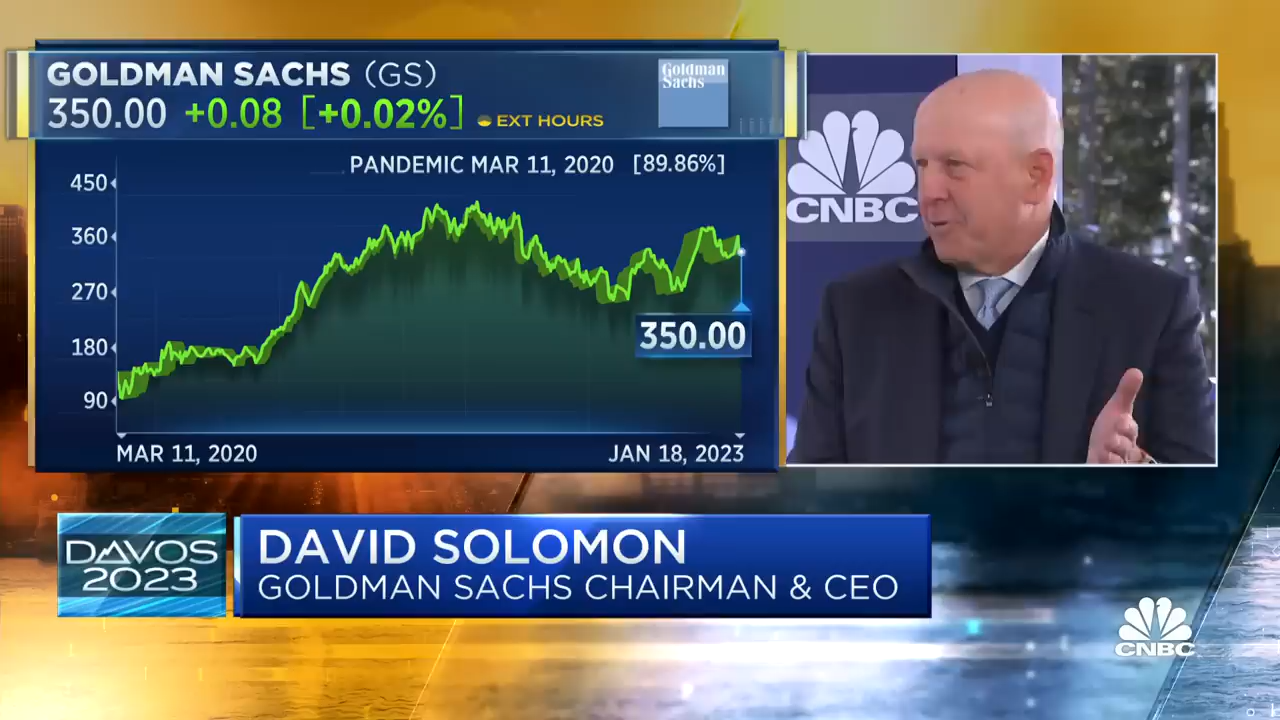 GOLDMAN SACHS (GS)
350.00 +0.08 [+0.02%] EXT HOURS
Goldman
Sachs
PANDEMIC MAR 11, 2020 [89.86%]
450
360
270
180
90
350.00
MAR 11, 2020 JAN 18, 2023
CNBC
DAVOS
2023
DAVID SOLOMON
GOLDMAN SACHS CHAIRMAN & CEO
CNBC